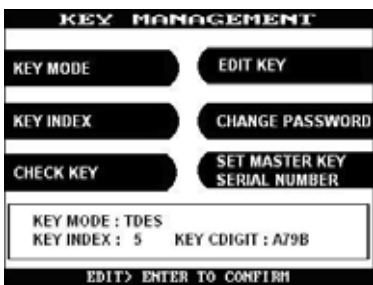 KEY MANAGEMENT
KEY MODE
EDIT KEY
KEY INDEX
CHANGE PASSWORD
CHECK KEY
SET MASTER KEY
SERIAL NUMBER
KEY MODE : TDES
KEY INDEX : 5 KEY CDIGIT : A79B
EDIT> ENTER TO CONFIRM